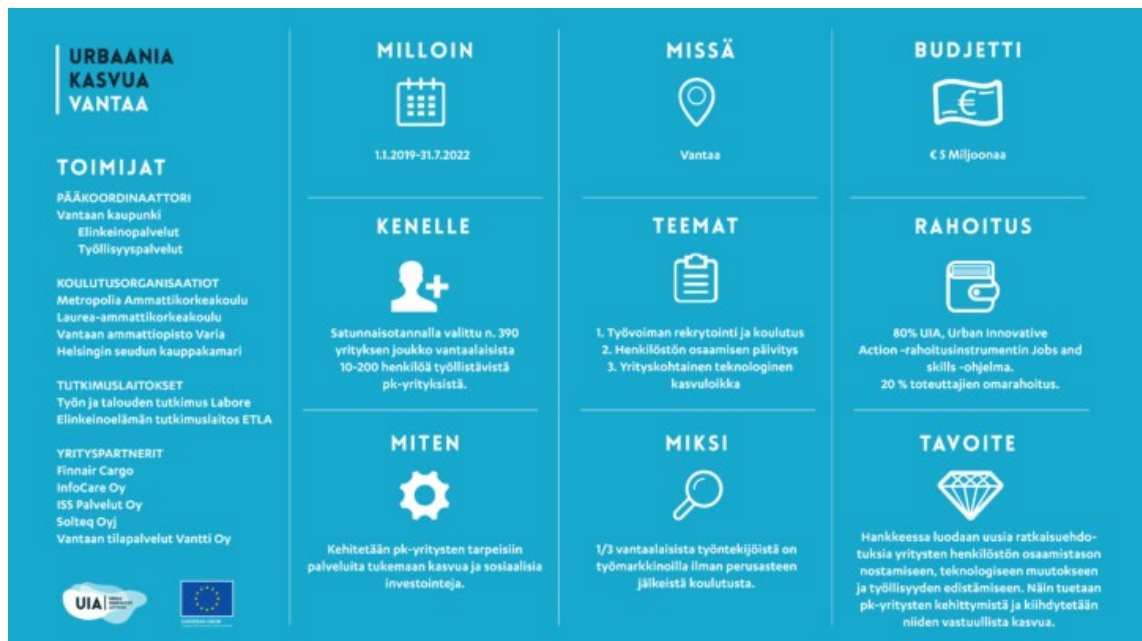 URBAANIA
KASVUA
VANTAA
TOIMIJAT
PÄÄKOORDINAATTORI
Vantaan kaupunki
Elinkeinopalvelut
Työllisyyspalvelut
KOULUTUSORGANISAATIOT
Metropolia Ammattikorkeakoulu
Laurea-ammattikorkeakoulu
Vantaan ammattiopisto Varia
Helsingin seudun kauppakamari
TUTKIMUSLAITOKSET
Työn ja talouden tutkimus Labore
Elinkeinoelämän tutkimuslaitos ETLA
YRITYSPARTNERIT
Finnair Cargo
InfoCare Oy
ISS Palvelut Oy
Solteq Oyj
Vantaan tilapalvelut Vantti Oy
UIA
EUROPEAN UNION
MILLOIN
1.1.2019-31.7.2022
MISSÄ
Vantaa
BUDJETTI
€
€ 5 Miljoonaa
KENELLE
Satunnaisotannalla valittu n. 390
yrityksen joukko vantaalaisista
10-200 henkilöä työllistävistä
pk-yrityksistä.
TEEMAT
1. Työvoiman rekrytointi ja koulutus
2. Henkilöstön osaamisen päivitys
3. Yrityskohtainen teknologinen
kasvuloikka
RAHOITUS
80% UIA, Urban Innovative
Action -rahoitusinstrumentin Jobs and
skills -ohjelma.
20 % toteuttajien omarahoitus.
MITEN
Kehitetään pk-yritysten tarpeisiin
palveluita tukemaan kasvua ja sosiaalisia
investointeja.
MIKSI
1/3 vantaalaisista työntekijöistä on
työmarkkinoilla ilman perusasteen
jälkeistä koulutusta.
TAVOITE
Hankkeessa luodaan uusia ratkaisuehdo-
tuksia yritysten henkilöstön osaamistason
nostamiseen, teknologiseen muutokseen
ja työllisyyden edistämiseen. Näin tuetaan
pk-yritysten kehittymistä ja kiihdytetään
niiden vastuullista kasvua.